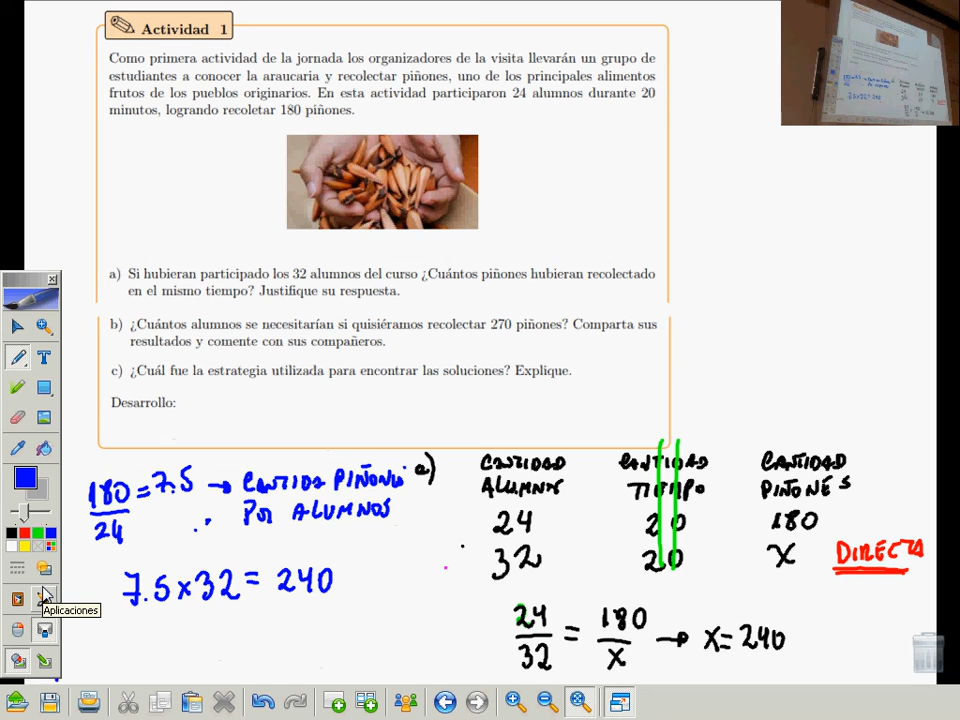 Actividad 1
Como primera actividad de la jornada los organizadores de la visita llevarán un grupo de
estudiantes a conocer la araucaria y recolectar piñones, uno de los principales alimentos
frutos de los pueblos originarios. En esta actividad participaron 24 alumnos durante 20
minutos, logrando recoletar 180 piñones.
a) Si hubieran participado los 32 alumnos del curso ¿Cuántos piñones hubieran recolectado
en el mismo tiempo? Justifique su respuesta.
b) ¿Cuántos alumnos se necesitarían si quisiéramos recolectar 270 piñones? Comparta sus
resultados y comente con sus compañeros.
c) ¿Cuál fue la estrategia utilizada para encontrar las soluciones? Explique.
Desarrollo:
180/24 = 7.5 → CANTIDA PIÑONES
POR ALUMNOS
7.5 x 32 = 240
a) CANTIDAD CANTIDAD CANTIDAD
ALUMNOS TIEMPO PIÑONES
24 20 180
32 20 X DIRECTA
24/32 = 180/X → X = 240
Aplicaciones